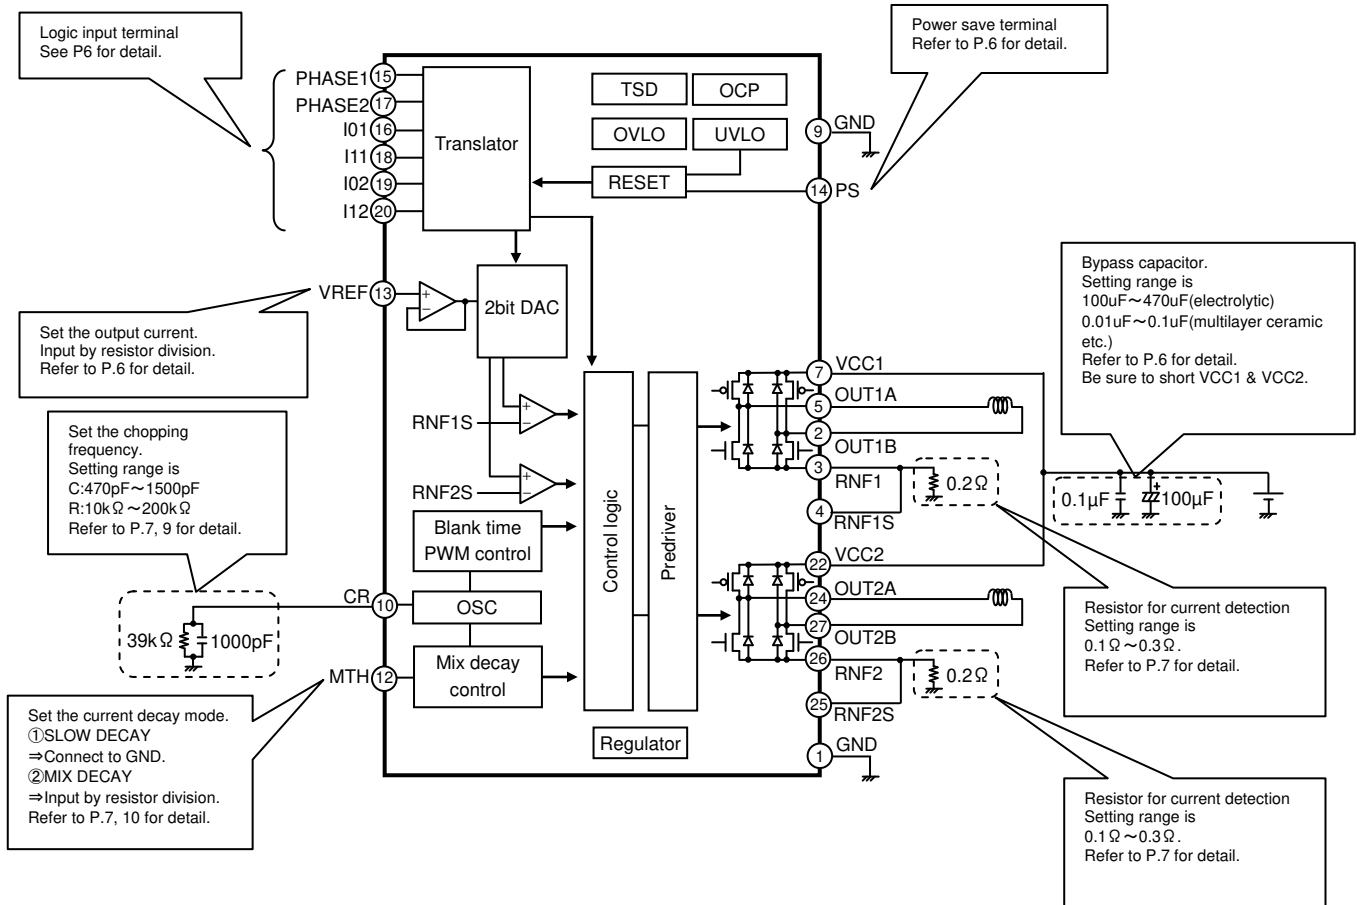 Logic input terminal
See P6 for detail.
Power save terminal
Refer to P.6 for detail.
PHASE1 15
PHASE2 17
I01 16
I11 18
I02 19
I12 20
Translator
TSD
OCP
OVLO
UVLO
RESET
9 GND
14 PS
VREF 13
+
−
2bit DAC
Set the output current.
Input by resistor division.
Refer to P.6 for detail.
Bypass capacitor.
Setting range is
100uF～470uF(electrolytic)
0.01uF～0.1uF(multilayer ceramic
etc.)
Refer to P.6 for detail.
Be sure to short VCC1 & VCC2.
Set the chopping
frequency.
Setting range is
C:470pF～1500pF
R:10kΩ～200kΩ
Refer to P.7, 9 for detail.
RNF1S
+
−
RNF2S
+
−
Blank time
PWM control
OSC
Mix decay
control
Control logic
Predriver
Regulator
7 VCC1
5 OUT1A
2 OUT1B
3 RNF1
4 RNF1S
0.2Ω
0.1µF
+
100µF
22 VCC2
24 OUT2A
27 OUT2B
26 RNF2
25 RNF2S
0.2Ω
1 GND
CR 10
39kΩ
1000pF
MTH 12
Set the current decay mode.
①SLOW DECAY
⇒Connect to GND.
②MIX DECAY
⇒Input by resistor division.
Refer to P.7, 10 for detail.
Resistor for current detection
Setting range is
0.1Ω～0.3Ω.
Refer to P.7 for detail.
Resistor for current detection
Setting range is
0.1Ω～0.3Ω.
Refer to P.7 for detail.